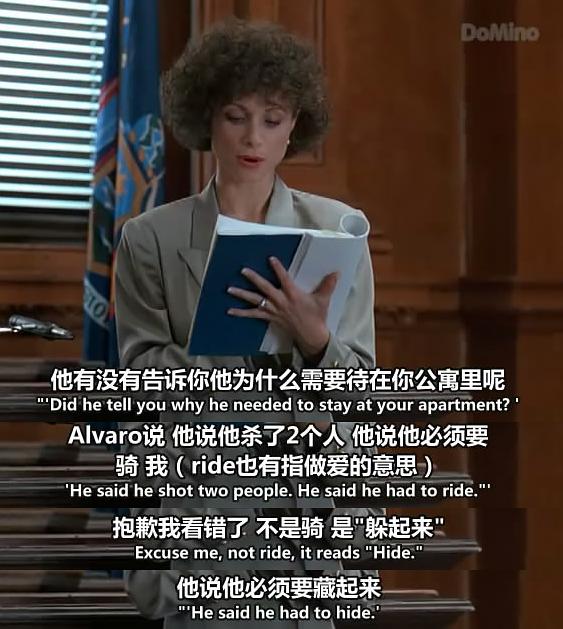 DoMino
他有没有告诉你他为什么需要待在你公寓里呢
"'Did he tell you why he needed to stay at your apartment? '
Alvaro说 他说他杀了2个人 他说他必须要
骑 我（ride也有指做爱的意思）
'He said he shot two people. He said he had to ride."'
抱歉我看错了 不是骑 是"躲起来"
Excuse me, not ride, it reads "Hide."
他说他必须要藏起来
"'He said he had to hide.'